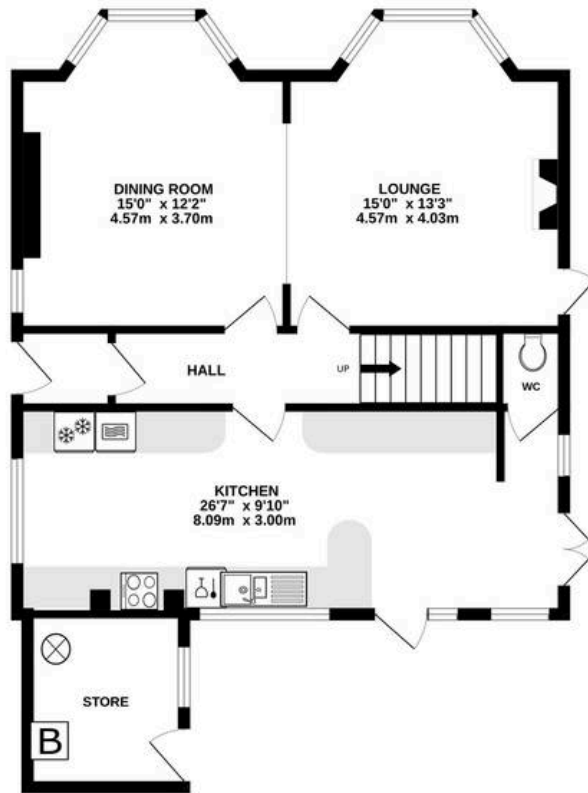 DINING ROOM
15'0" x 12'2"
4.57m x 3.70m
LOUNGE
15'0" x 13'3"
4.57m x 4.03m
HALL
UP
WC
KITCHEN
26'7" x 9'10"
8.09m x 3.00m
STORE
B